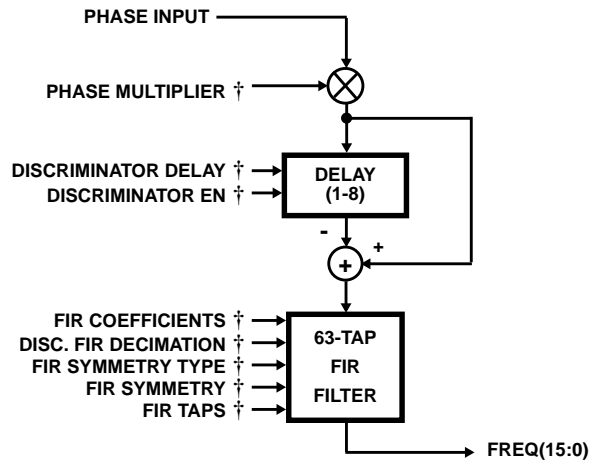 PHASE INPUT
PHASE MULTIPLIER †
DISCRIMINATOR DELAY †
DISCRIMINATOR EN †
DELAY
(1-8)
-
+
+
FIR COEFFICIENTS †
DISC. FIR DECIMATION †
FIR SYMMETRY TYPE †
FIR SYMMETRY †
FIR TAPS †
63-TAP
FIR
FILTER
FREQ(15:0)